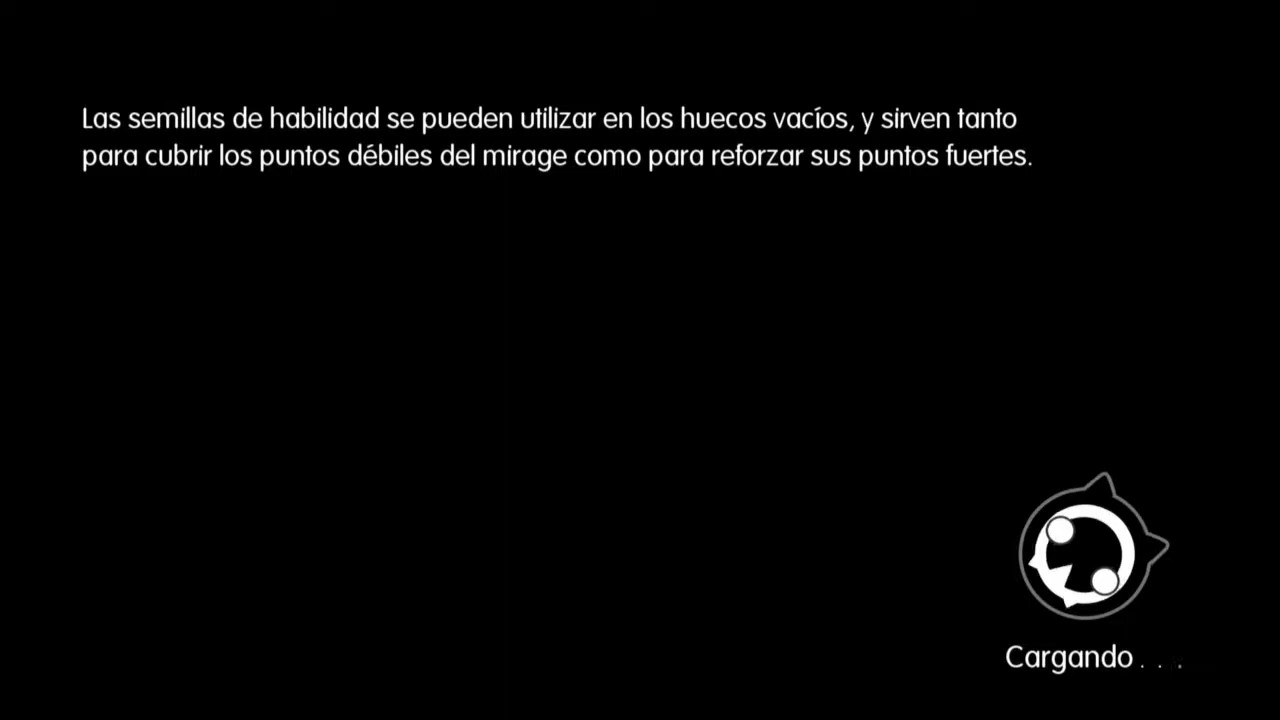 Las semillas de habilidad se pueden utilizar en los huecos vacíos, y sirven tanto
para cubrir los puntos débiles del mirage como para reforzar sus puntos fuertes.
Cargando . . .